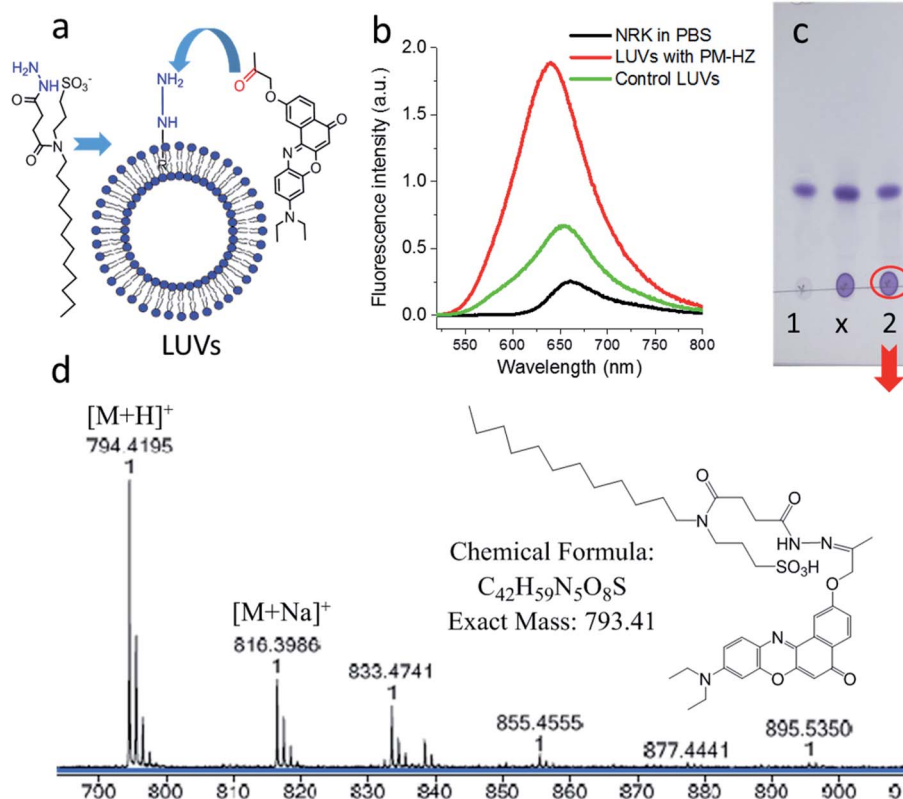 a
H₂N
NH
SO₃⁻
O
O
N
NH₂
NH
R
O
O
O
N
O
N
LUVs
b
NRK in PBS
LUVs with PM-HZ
Control LUVs
Fluorescence intensity (a.u.)
2.0
1.5
1.0
0.5
0.0
550
600
650
700
750
800
Wavelength (nm)
c
1 x 2
d
[M+H]⁺
794.4195
1
[M+Na]⁺
816.3986
1
833.4741
1
855.4555
1
877.4441
895.5350
1
Chemical Formula:
C₄₂H₅₉N₅O₈S
Exact Mass: 793.41
O
N
O
HN
N
SO₃H
O
N
N
O
O
700 800 810 820 830 840 850 860 870 880 890 900